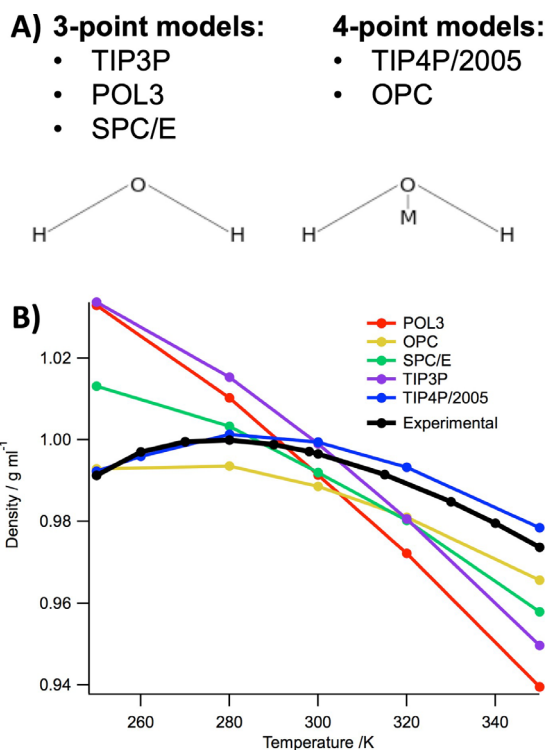 A) 3-point models:
• TIP3P
• POL3
• SPC/E
4-point models:
• TIP4P/2005
• OPC
O
H H
O
M
H H
B)
POL3
OPC
SPC/E
TIP3P
TIP4P/2005
Experimental
1.02
1.00
0.98
0.96
0.94
Density / g ml⁻¹
260 280 300 320 340
Temperature /K